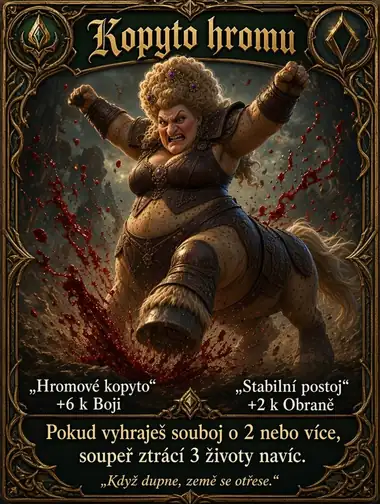 Kopyto hromu
„Hromové kopyto“
+6 k Boji
„Stabilní postoj“
+2 k Obraně
Pokud vyhraješ souboj o 2 nebo více,
soupeř ztrácí 3 životy navíc.
„Když dupne, země se otřese.“